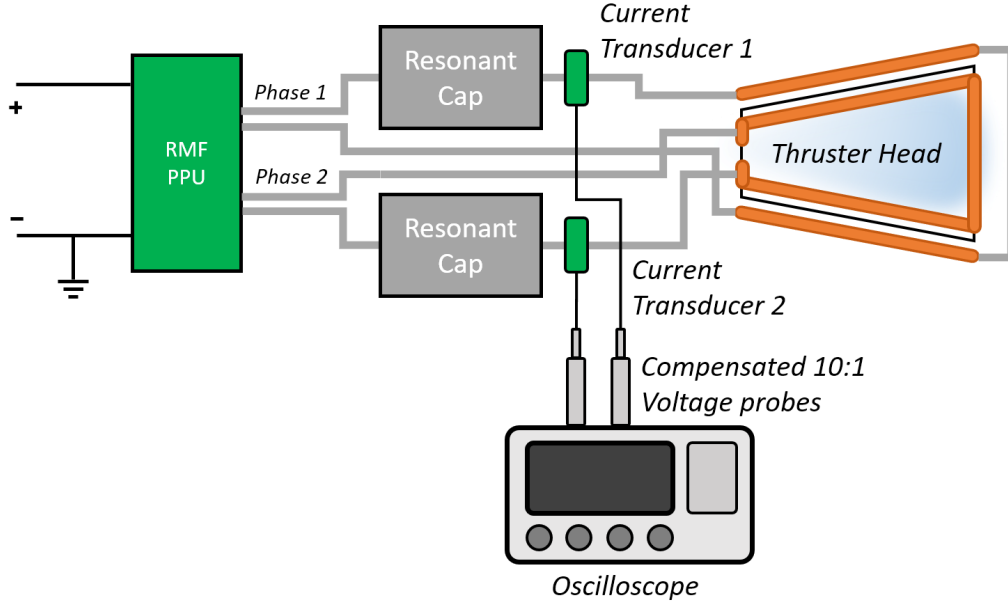 Current
Transducer 1
Resonant
Cap
Phase 1
RMF
PPU
+
−
Thruster Head
Phase 2
Resonant
Cap
Current
Transducer 2
Compensated 10:1
Voltage probes
Oscilloscope